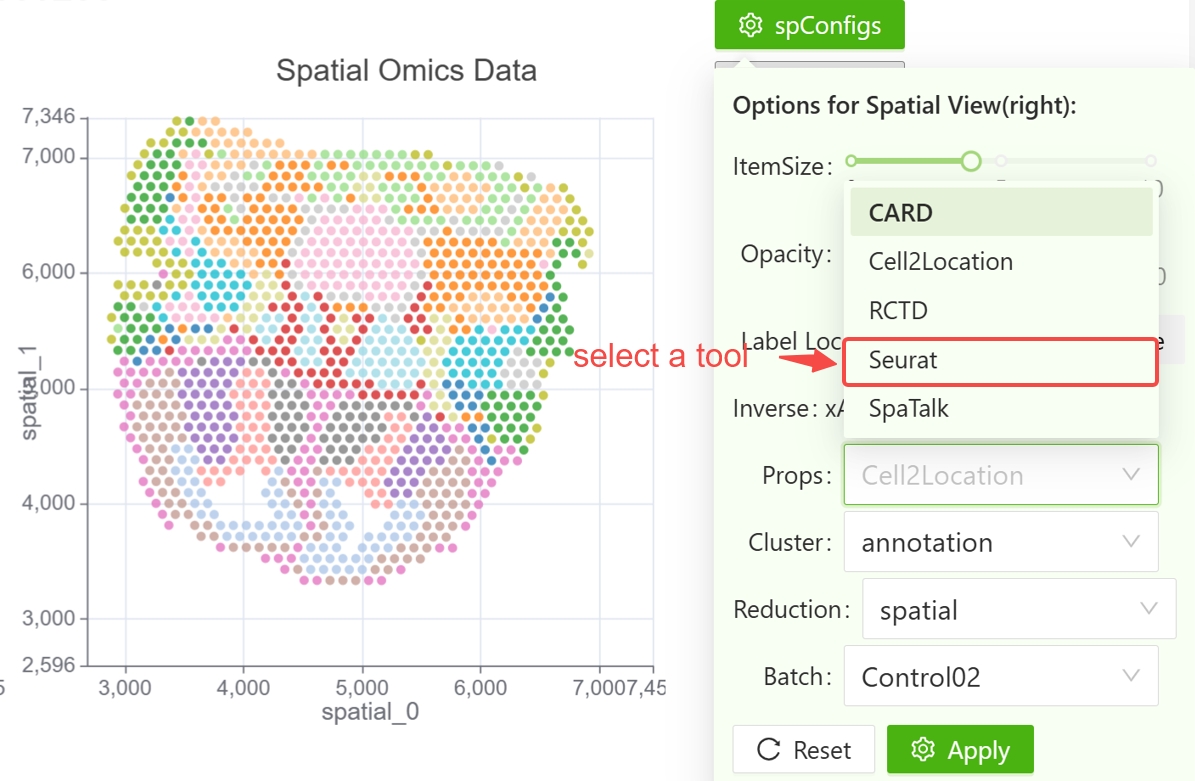 spConfigs
Spatial Omics Data
7,346
7,000
6,000
,000
4,000
3,000
2,596
spatial_1
3,000 4,000 5,000 6,000 7,0007,45
spatial_0
5
Options for Spatial View(right):
ItemSize:
CARD
Cell2Location
RCTD
Seurat
SpaTalk
Opacity:
0
Label Loc
e
select a tool
Inverse: xA
Props: Cell2Location
Cluster: annotation
Reduction: spatial
Batch: Control02
Reset Apply